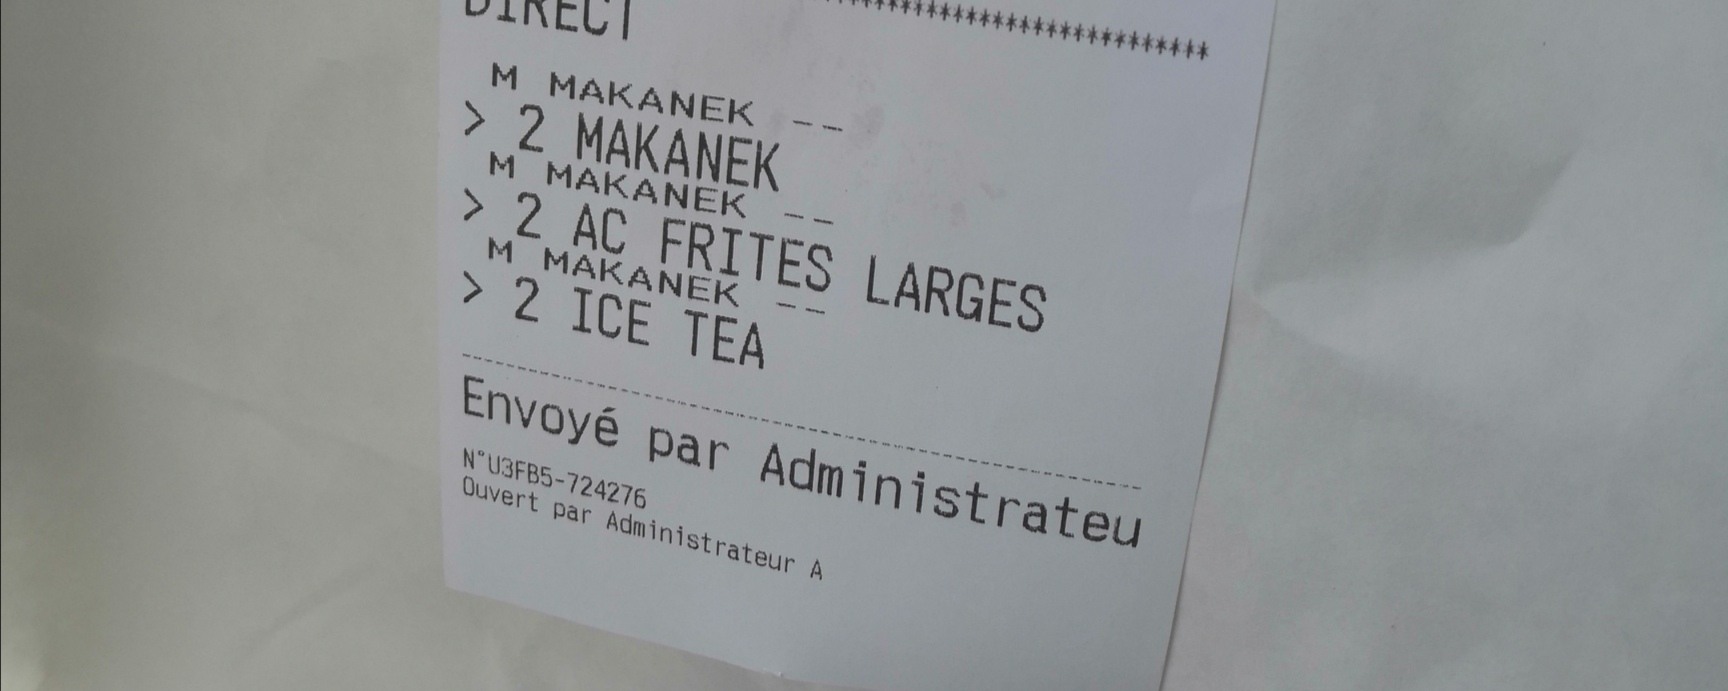 DIRECT ************************************
M MAKANEK --
> 2 MAKANEK
M MAKANEK --
> 2 AC FRITES LARGES
M MAKANEK --
> 2 ICE TEA
Envoyé par Administrateu
N°U3FB5-724276
Ouvert par Administrateur A